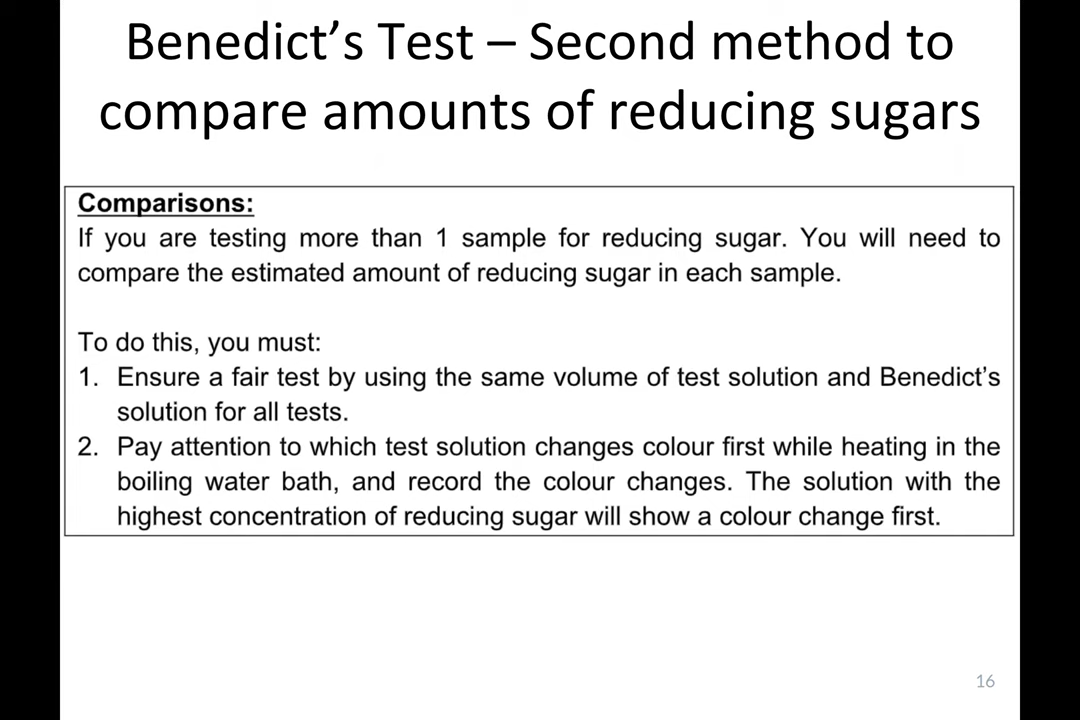 Benedict’s Test – Second method to
compare amounts of reducing sugars
Comparisons:
If you are testing more than 1 sample for reducing sugar. You will need to
compare the estimated amount of reducing sugar in each sample.
To do this, you must:
1. Ensure a fair test by using the same volume of test solution and Benedict’s
solution for all tests.
2. Pay attention to which test solution changes colour first while heating in the
boiling water bath, and record the colour changes. The solution with the
highest concentration of reducing sugar will show a colour change first.
16